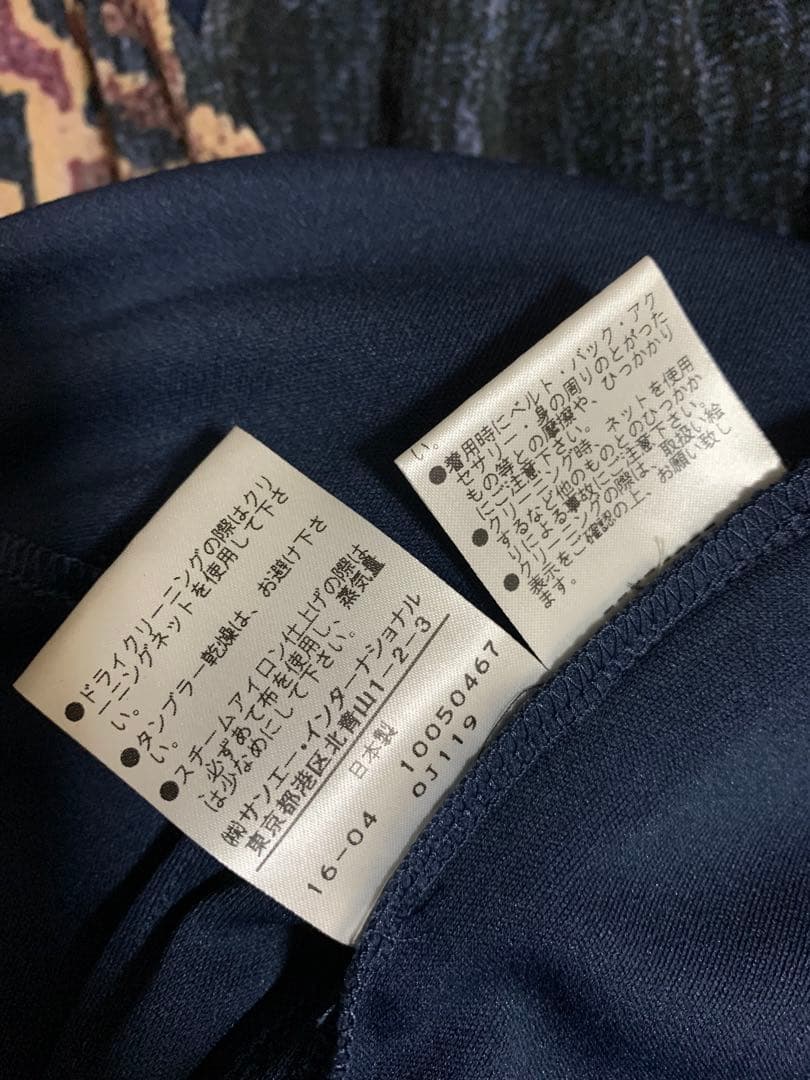 ●ドライクリーニングの際はクリ
ーニングネットを使用して下さ
い。
●タンブラー乾燥は、お避け下さ
い。
●スチームアイロン仕上げの際は
必ずあて布を使用し、蒸気量
は少なめにして下さい。
㈱サンエー・インターナショナル
東京都港区北青山1-2-3
日本製
16-04 10050467
0J119
い。
●着用時にベルト・バック・アク
セサリー・身の周りのとがった
もの等との摩擦や、ひっかかり
にご注意下さい。
●クリーニング時、ネットを使用
するなど他のものとのひっかか
りによる事故にご注意下さい。
●クリーニングの際は、取扱い絵
表示をご確認の上、お願い致し
ます。